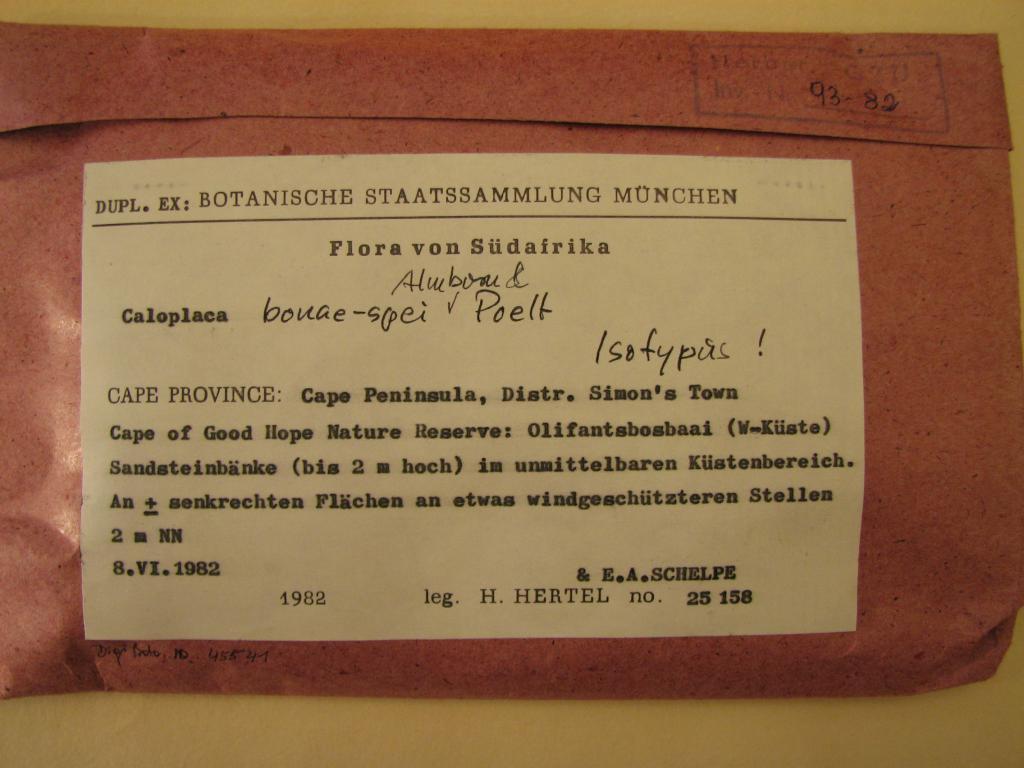 93-82
DUPL. EX: BOTANISCHE STAATSSAMMLUNG MÜNCHEN
Flora von Südafrika
Almborn &
Caloplaca bonae-spei √ Poelt
Isotypus !
CAPE PROVINCE: Cape Peninsula, Distr. Simon's Town
Cape of Good Hope Nature Reserve: Olifantsbosbaai (W-Küste)
Sandsteinbänke (bis 2 m hoch) im unmittelbaren Küstenbereich.
An ± senkrechten Flächen an etwas windgeschützteren Stellen
2 m NN
8.VI.1982
& E.A.SCHELPE
1982 leg. H. HERTEL no. 25 158
ID 45541